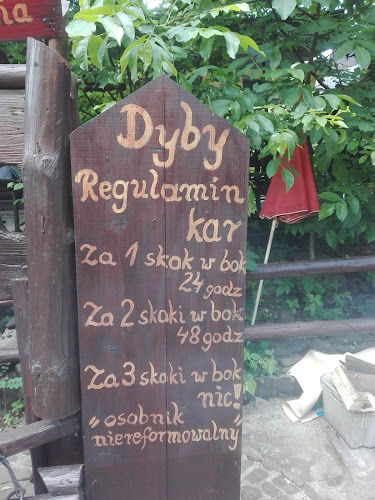 na
Dyby
Regulamin
kar
Za 1 skok w bok
24 godz
Za 2 skoki w bok
48 godz
Za 3 skoki w bok
nic!
„osobnik
niereformowalny”